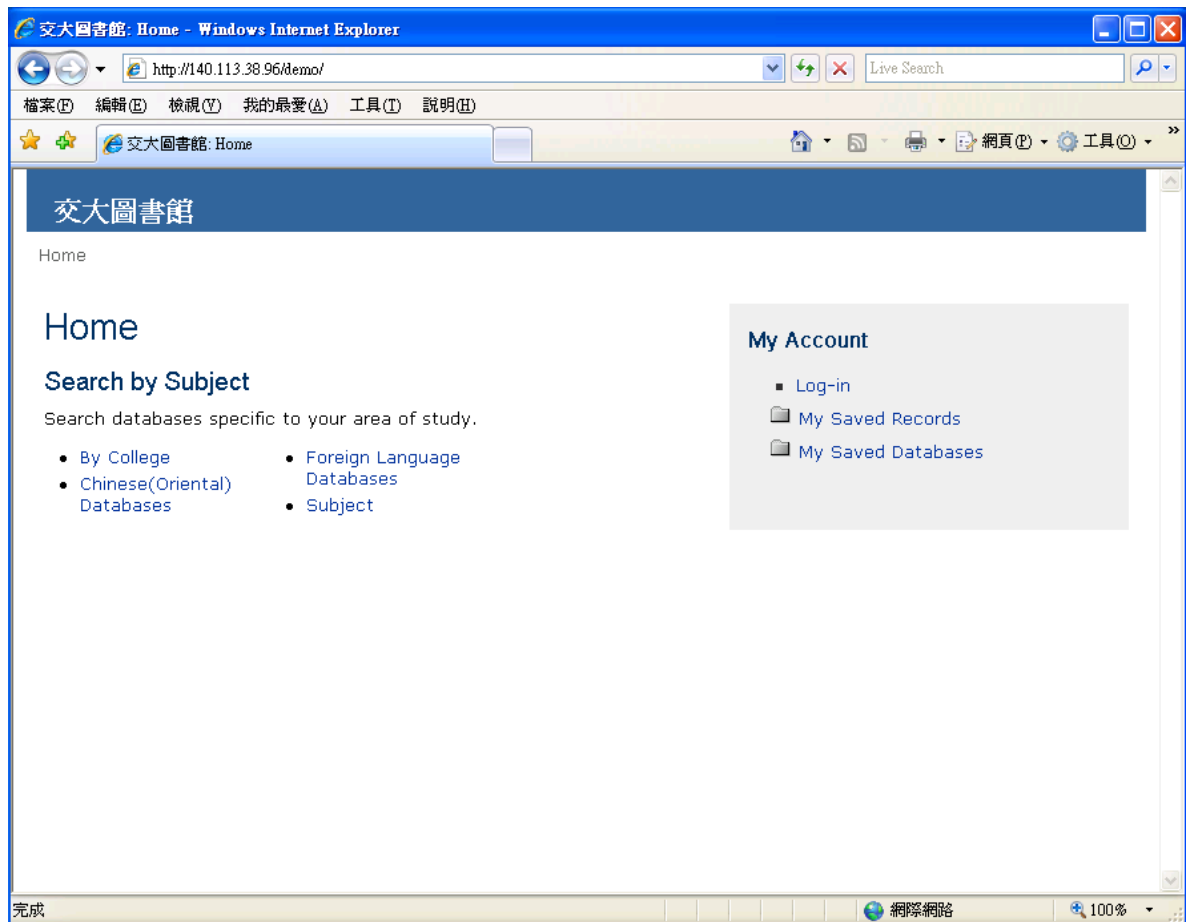 交大圖書館: Home - Windows Internet Explorer
http://140.113.38.96/demo/
Live Search
檔案(F) 編輯(E) 檢視(V) 我的最愛(A) 工具(T) 說明(H)
交大圖書館: Home
網頁(P) 工具(O) »
交大圖書館
Home
Home
Search by Subject
Search databases specific to your area of study.
By College
Chinese(Oriental)
Databases
Foreign Language
Databases
Subject
My Account
Log-in
My Saved Records
My Saved Databases
完成
網際網路
100%